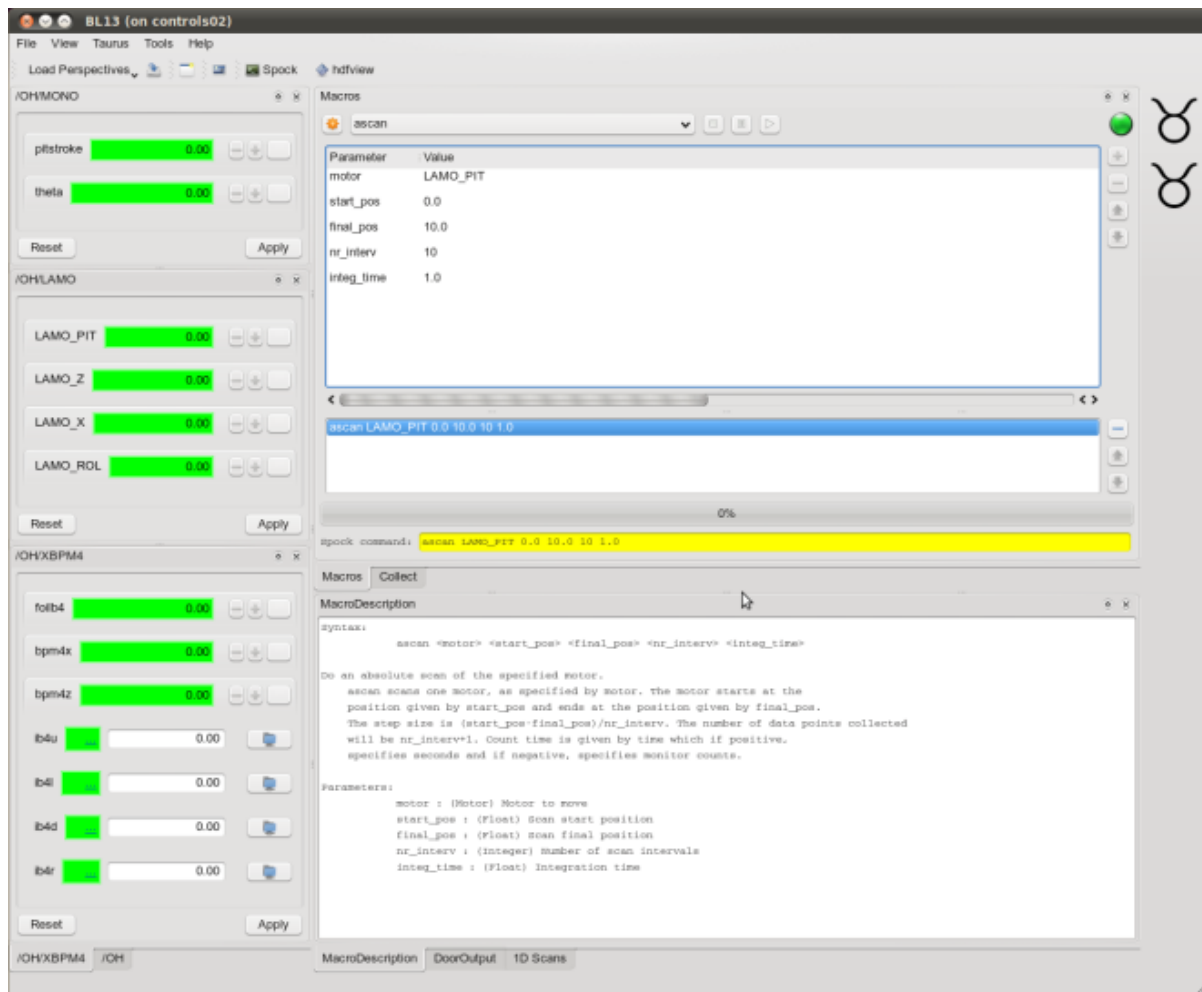 BL13 (on controls02)
File View Taurus Tools Help
Load Perspectives Spock hdfview
/OH/MONO
pitstroke 0.00
theta 0.00
Reset Apply
/OH/LAMO
LAMO_PIT 0.00
LAMO_Z 0.00
LAMO_X 0.00
LAMO_ROL 0.00
Reset Apply
/OH/XBPM4
foilb4 0.00
bpm4x 0.00
bpm4z 0.00
ib4u ... 0.00
ib4l ... 0.00
ib4d ... 0.00
ib4r ... 0.00
Reset Apply
/OH/XBPM4 /OH
Macros
ascan
Parameter Value
motor LAMO_PIT
start_pos 0.0
final_pos 10.0
nr_interv 10
integ_time 1.0
ascan LAMO_PIT 0.0 10.0 10 1.0
0%
Spock command: ascan LAMO_PIT 0.0 10.0 10 1.0
Macros Collect
MacroDescription
Syntax:
ascan <motor> <start_pos> <final_pos> <nr_interv> <integ_time>
Do an absolute scan of the specified motor.
ascan scans one motor, as specified by motor. The motor starts at the
position given by start_pos and ends at the position given by final_pos.
The step size is (start_pos-final_pos)/nr_interv. The number of data points collected
will be nr_interv+1. Count time is given by time which if positive,
specifies seconds and if negative, specifies monitor counts.
Parameters:
motor : (Motor) Motor to move
start_pos : (Float) Scan start position
final_pos : (Float) Scan final position
nr_interv : (Integer) Number of scan intervals
integ_time : (Float) Integration time
MacroDescription DoorOutput 1D Scans